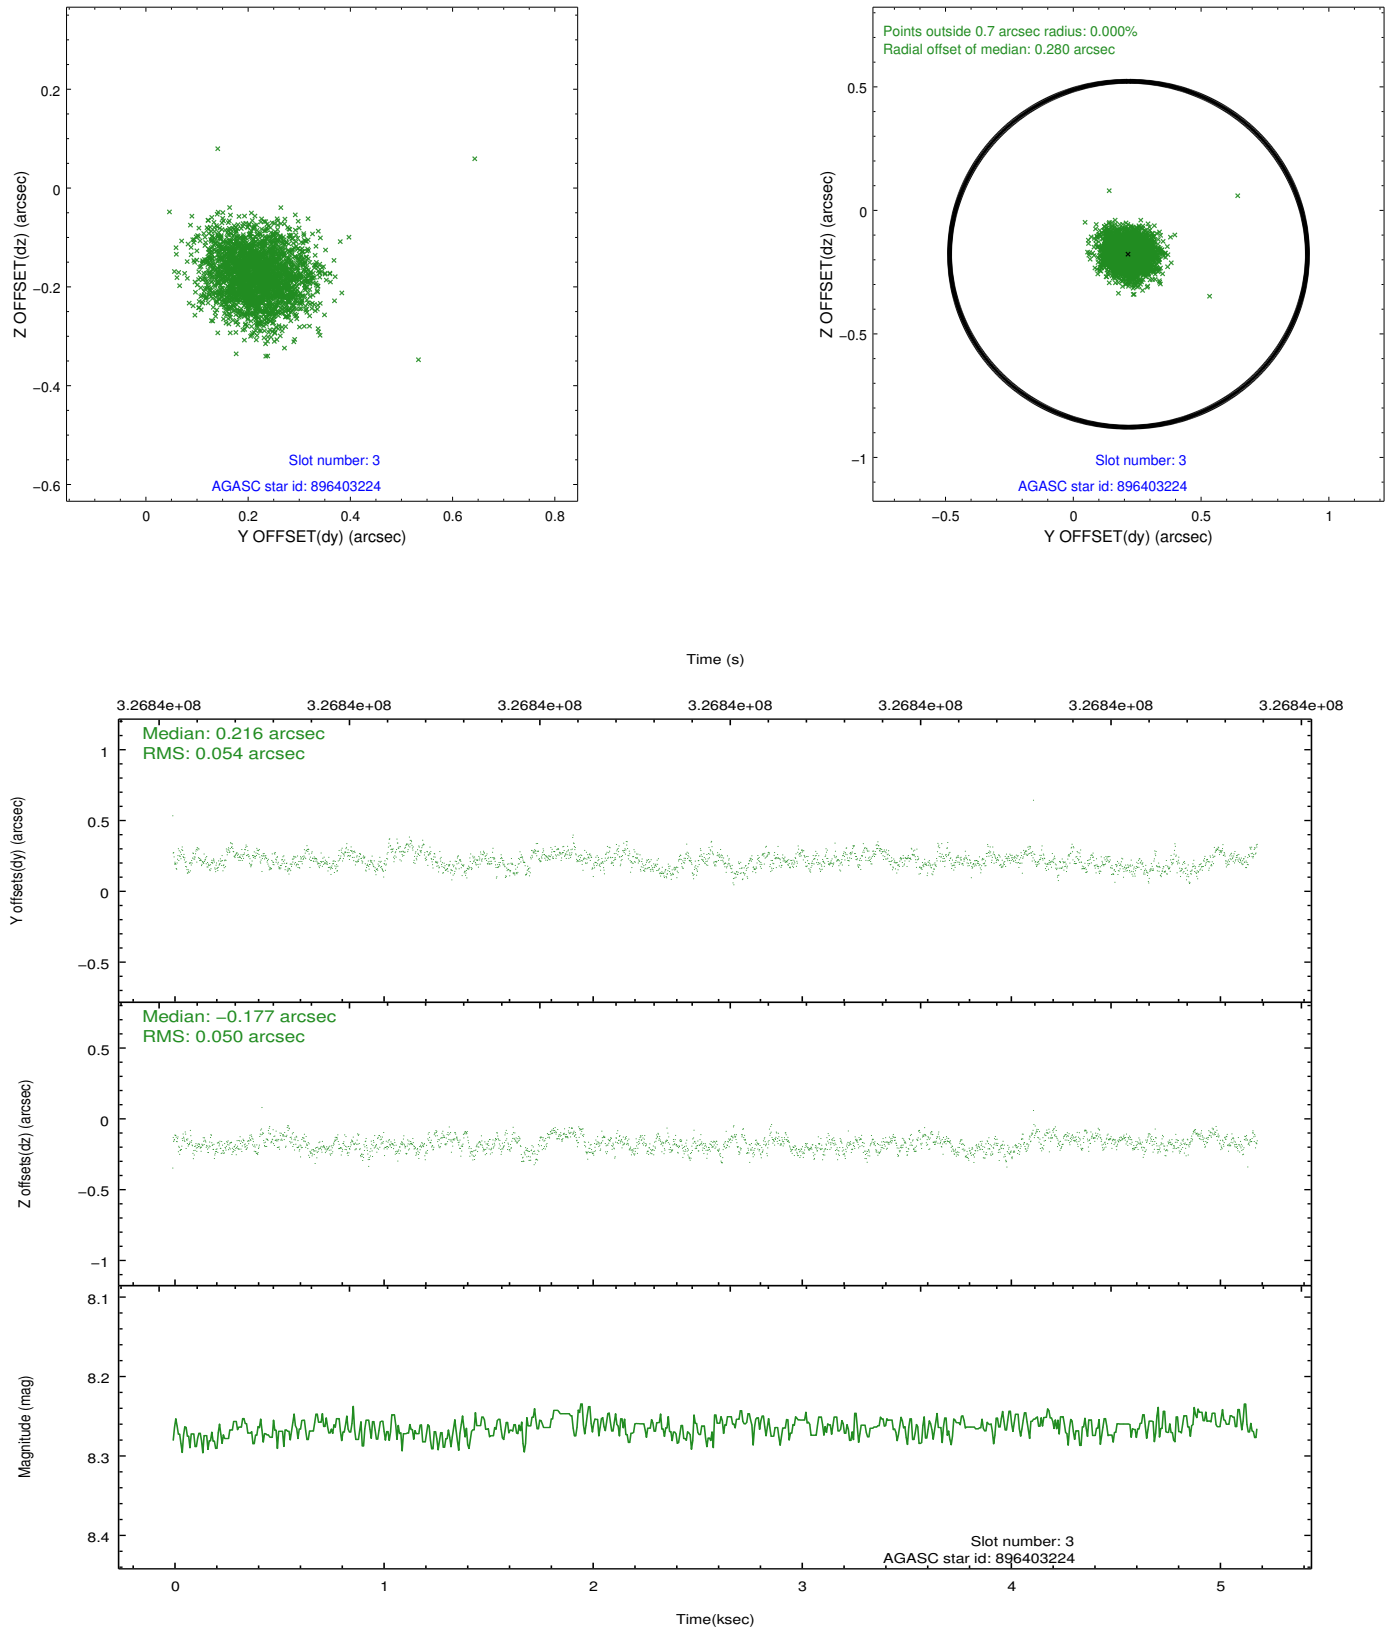 0.2
0
−0.2
−0.4
−0.6
Z OFFSET(dz) (arcsec)
Slot number: 3
AGASC star id: 896403224
0 0.2 0.4 0.6 0.8
Y OFFSET(dy) (arcsec)
Points outside 0.7 arcsec radius: 0.000%
Radial offset of median: 0.280 arcsec
0.5
0
−0.5
−1
Z OFFSET(dz) (arcsec)
Slot number: 3
AGASC star id: 896403224
−0.5 0 0.5 1
Y OFFSET(dy) (arcsec)
Time (s)
3.2684e+08 3.2684e+08 3.2684e+08 3.2684e+08 3.2684e+08 3.2684e+08 3.2684e+08
Median: 0.216 arcsec
RMS: 0.054 arcsec
1
0.5
0
−0.5
Y offsets(dy) (arcsec)
Median: −0.177 arcsec
RMS: 0.050 arcsec
0.5
0
−0.5
−1
Z offsets(dz) (arcsec)
8.1
8.2
8.3
8.4
Magnitude (mag)
Slot number: 3
AGASC star id: 896403224
0 1 2 3 4 5
Time(ksec)